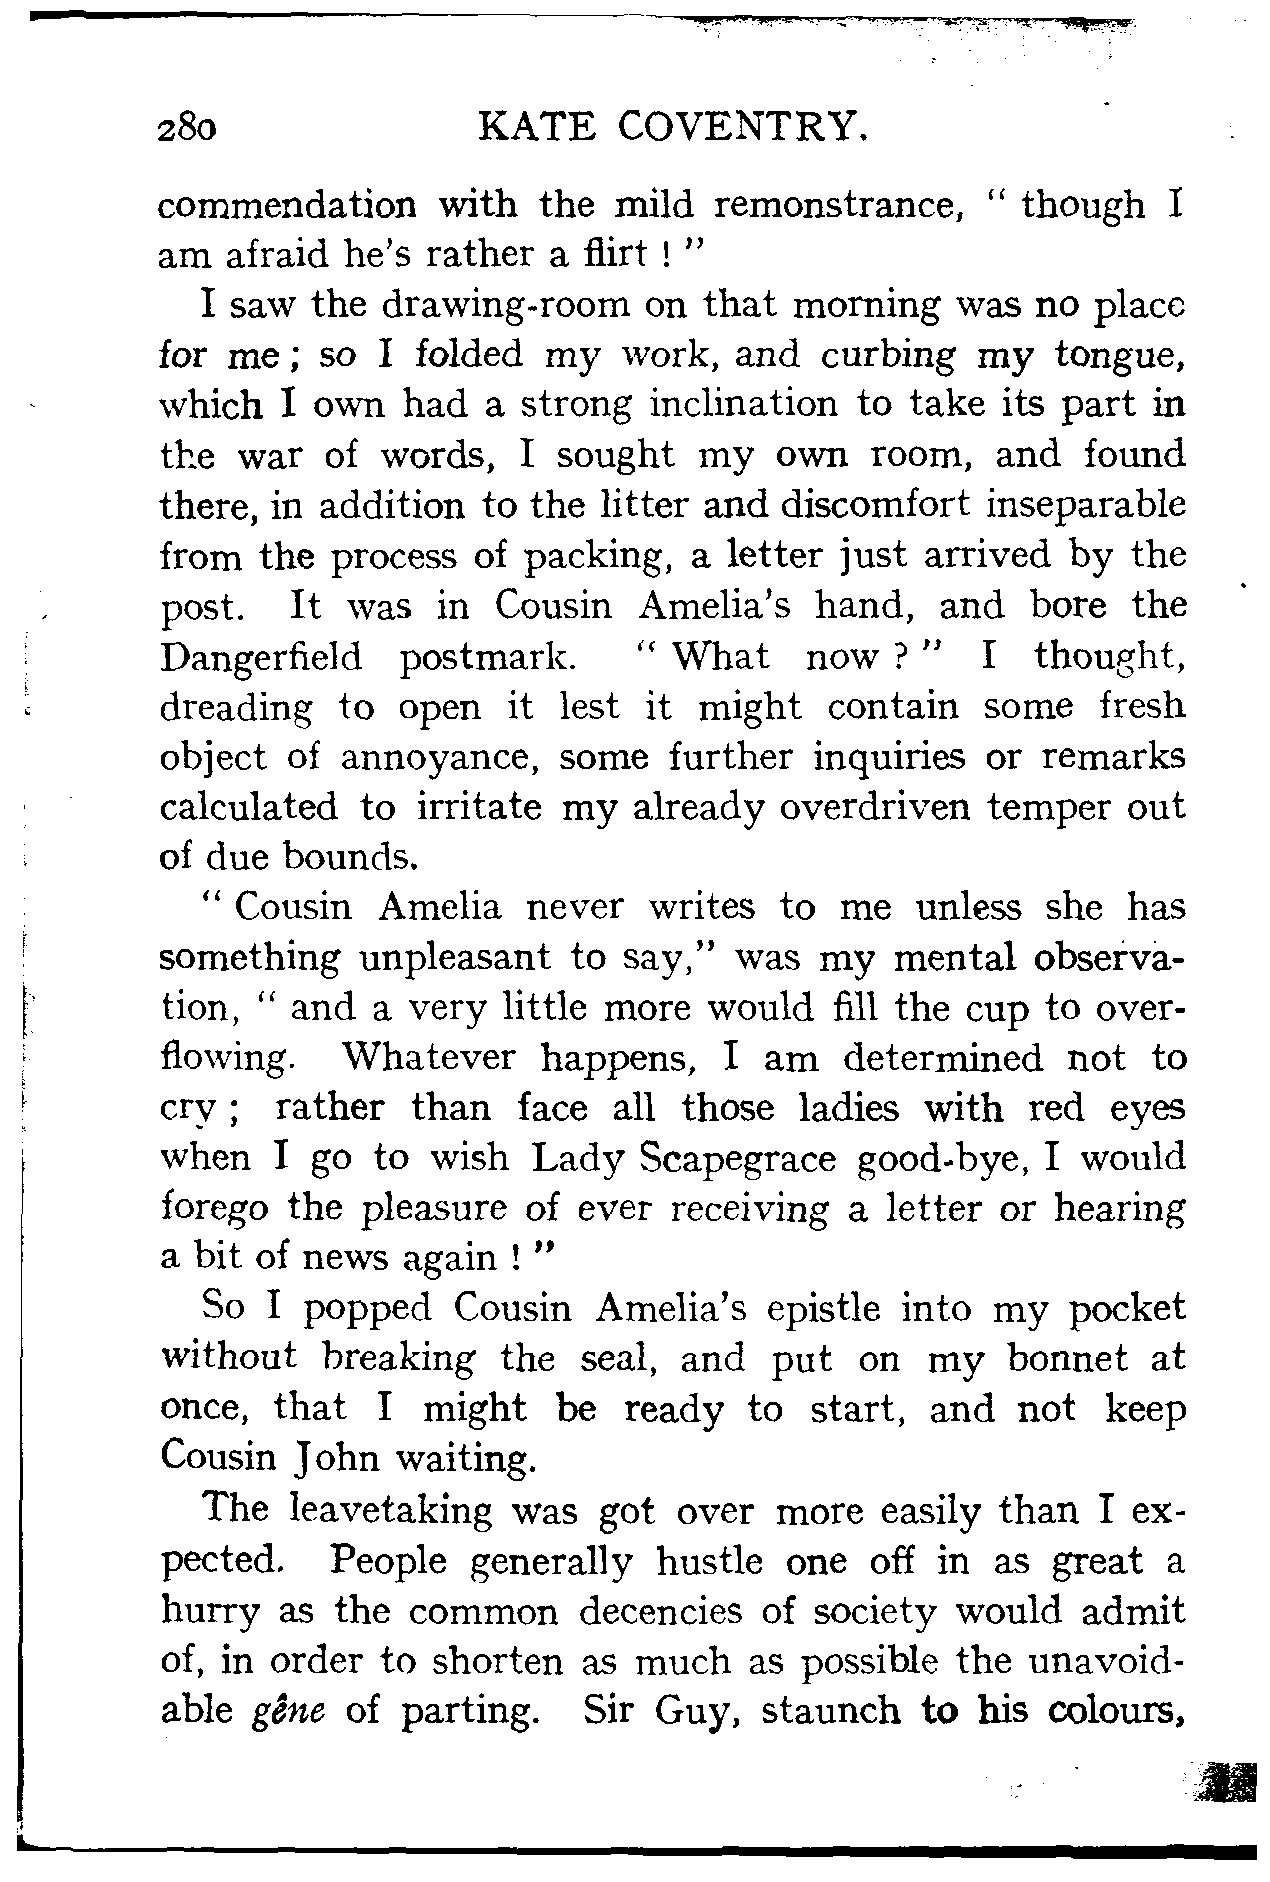 280 KATE COVENTRY.
commendation with the mild remonstrance, " though I
am afraid he's rather a flirt ! "
I saw the drawing-room on that morning was no place
for me ; so I folded my work, and curbing my tongue,
which I own had a strong inclination to take its part in
the war of words, I sought my own room, and found
there, in addition to the litter and discomfort inseparable
from the process of packing, a letter just arrived by the
post. It was in Cousin Amelia's hand, and bore the
Dangerfield postmark. " What now ? " I thought,
dreading to open it lest it might contain some fresh
object of annoyance, some further inquiries or remarks
calculated to irritate my already overdriven temper out
of due bounds.
" Cousin Amelia never writes to me unless she has
something unpleasant to say," was my mental observa-
tion, " and a very little more would fill the cup to over-
flowing. Whatever happens, I am determined not to
cry ; rather than face all those ladies with red eyes
when I go to wish Lady Scapegrace good-bye, I would
forego the pleasure of ever receiving a letter or hearing
a bit of news again ! "
So I popped Cousin Amelia's epistle into my pocket
without breaking the seal, and put on my bonnet at
once, that I might be ready to start, and not keep
Cousin John waiting.
The leavetaking was got over more easily than I ex-
pected. People generally hustle one off in as great a
hurry as the common decencies of society would admit
of, in order to shorten as much as possible the unavoid-
able gêne of parting. Sir Guy, staunch to his colours,